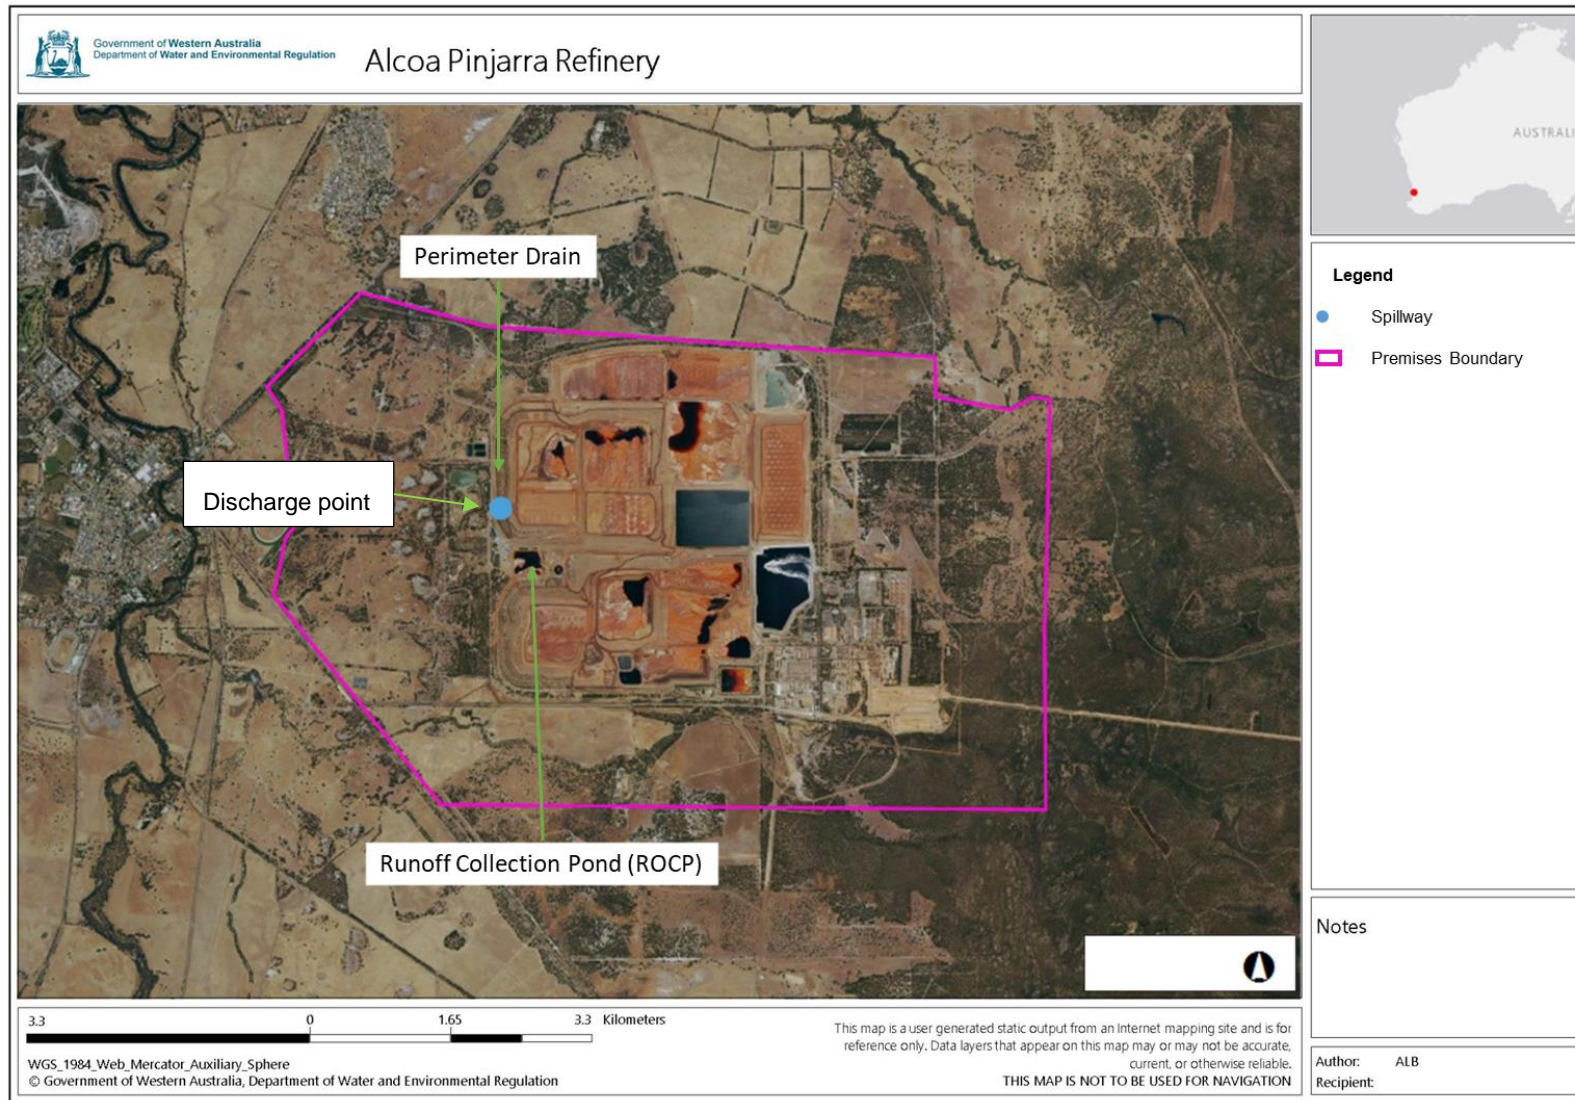 Government of Western Australia
Department of Water and Environmental Regulation
Alcoa Pinjarra Refinery
AUSTRALI
Perimeter Drain
Discharge point
Runoff Collection Pond (ROCP)
Legend
Spillway
Premises Boundary
Notes
3.3 0 1.65 3.3 Kilometers
WGS_1984_Web_Mercator_Auxiliary_Sphere
© Government of Western Australia, Department of Water and Environmental Regulation
This map is a user generated static output from an Internet mapping site and is for
reference only. Data layers that appear on this map may or may not be accurate,
current, or otherwise reliable.
THIS MAP IS NOT TO BE USED FOR NAVIGATION
Author: ALB
Recipient: